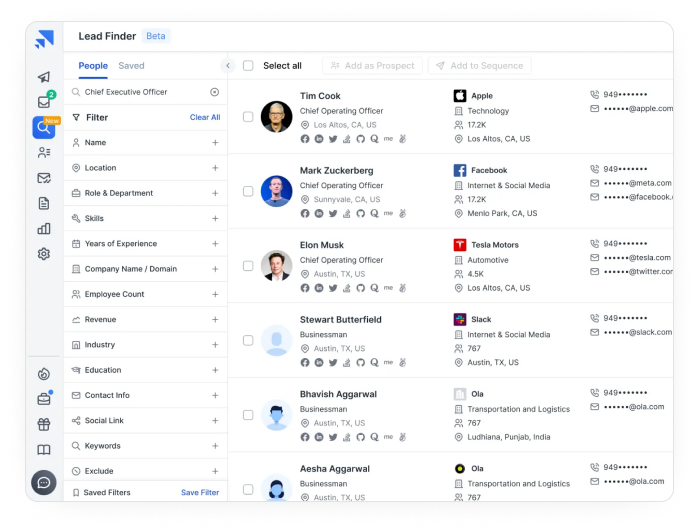 Lead Finder Beta
People Saved
Select all Add as Prospect Add to Sequence
2
New
Chief Executive Officer
Filter Clear All
Name
Location
Role & Department
Skills
Years of Experience
Company Name / Domain
Employee Count
Revenue
Industry
Education
Contact Info
Social Link
Keywords
Exclude
Saved Filters Save Filter
Tim Cook
Chief Operating Officer
Los Altos, CA, US
me
Apple
Technology
17.2K
Los Altos, CA, US
949•••••••
••••••@apple.com
Mark Zuckerberg
Chief Operating Officer
Sunnyvale, CA, US
me
Facebook
Internet & Social Media
17.2K
Menlo Park, CA, US
949•••••••
••••••@meta.com
••••••@facebook.
Elon Musk
Chief Operating Officer
Austin, TX, US
me
Tesla Motors
Automotive
4.5K
Los Altos, CA, US
949•••••••
••••••@tesla.com
••••••@twitter.com
Stewart Butterfield
Businessman
Austin, TX, US
me
Slack
Internet & Social Media
767
Austin, TX, US
949•••••••
••••••@slack.com
Bhavish Aggarwal
Businessman
Austin, TX, US
me
Ola
Transportation and Logistics
767
Ludhiana, Punjab, India
949•••••••
••••••@ola.com
Aesha Aggarwal
Businessman
Austin, TX, US
Ola
Transportation and Logistics
767
949•••••••
••••••@ola.com